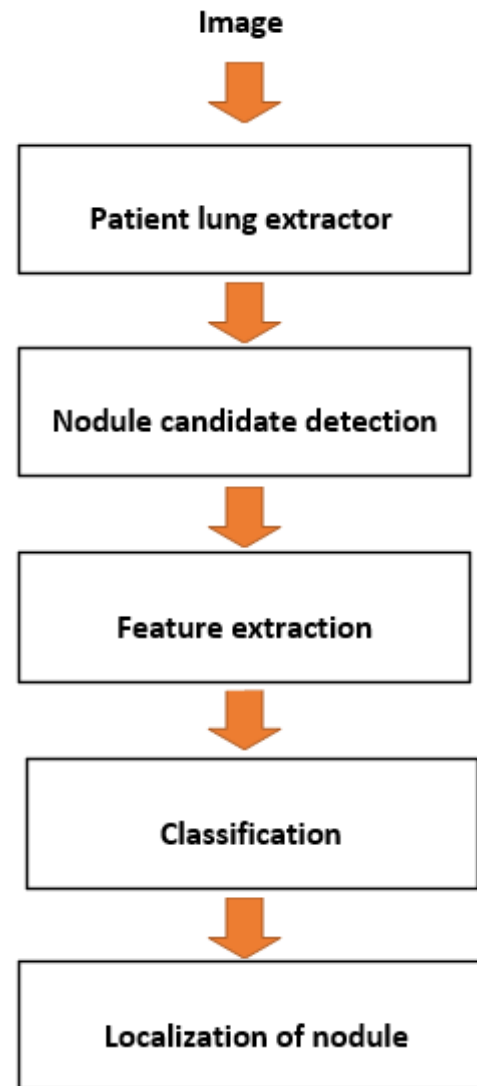 Image
Patient lung extractor
Nodule candidate detection
Feature extraction
Classification
Localization of nodule